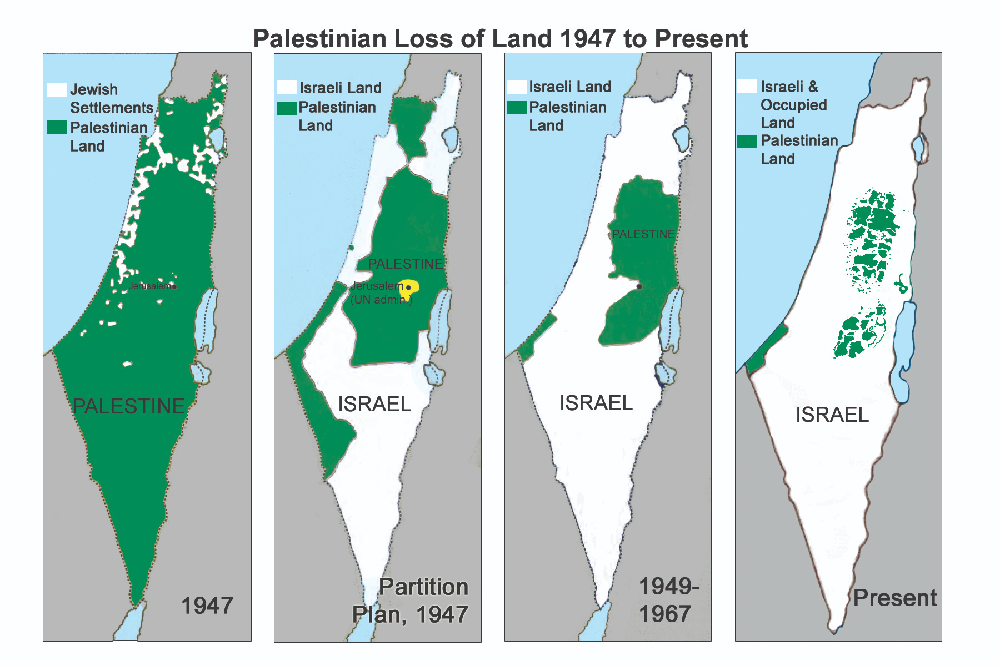 Palestinian Loss of Land 1947 to Present
Jewish
Settlements
Palestinian
Land
Jerusalem
PALESTINE
1947
Israeli Land
Palestinian
Land
PALESTINE
Jerusalem
(UN admin.)
ISRAEL
Partition
Plan, 1947
Israeli Land
Palestinian
Land
PALESTINE
ISRAEL
1949-
1967
Israeli &
Occupied
Land
Palestinian
Land
ISRAEL
Present